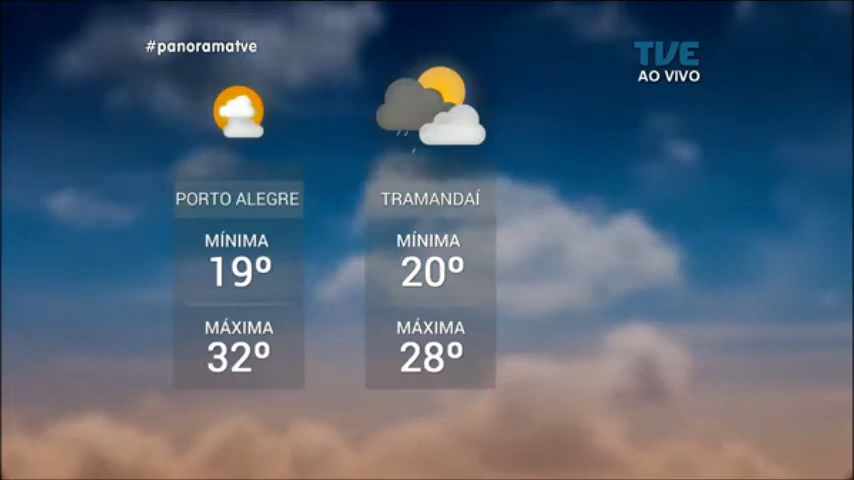 #panoramatve
TVE
AO VIVO
PORTO ALEGRE
MÍNIMA
19º
MÁXIMA
32º
TRAMANDAÍ
MÍNIMA
20º
MÁXIMA
28º